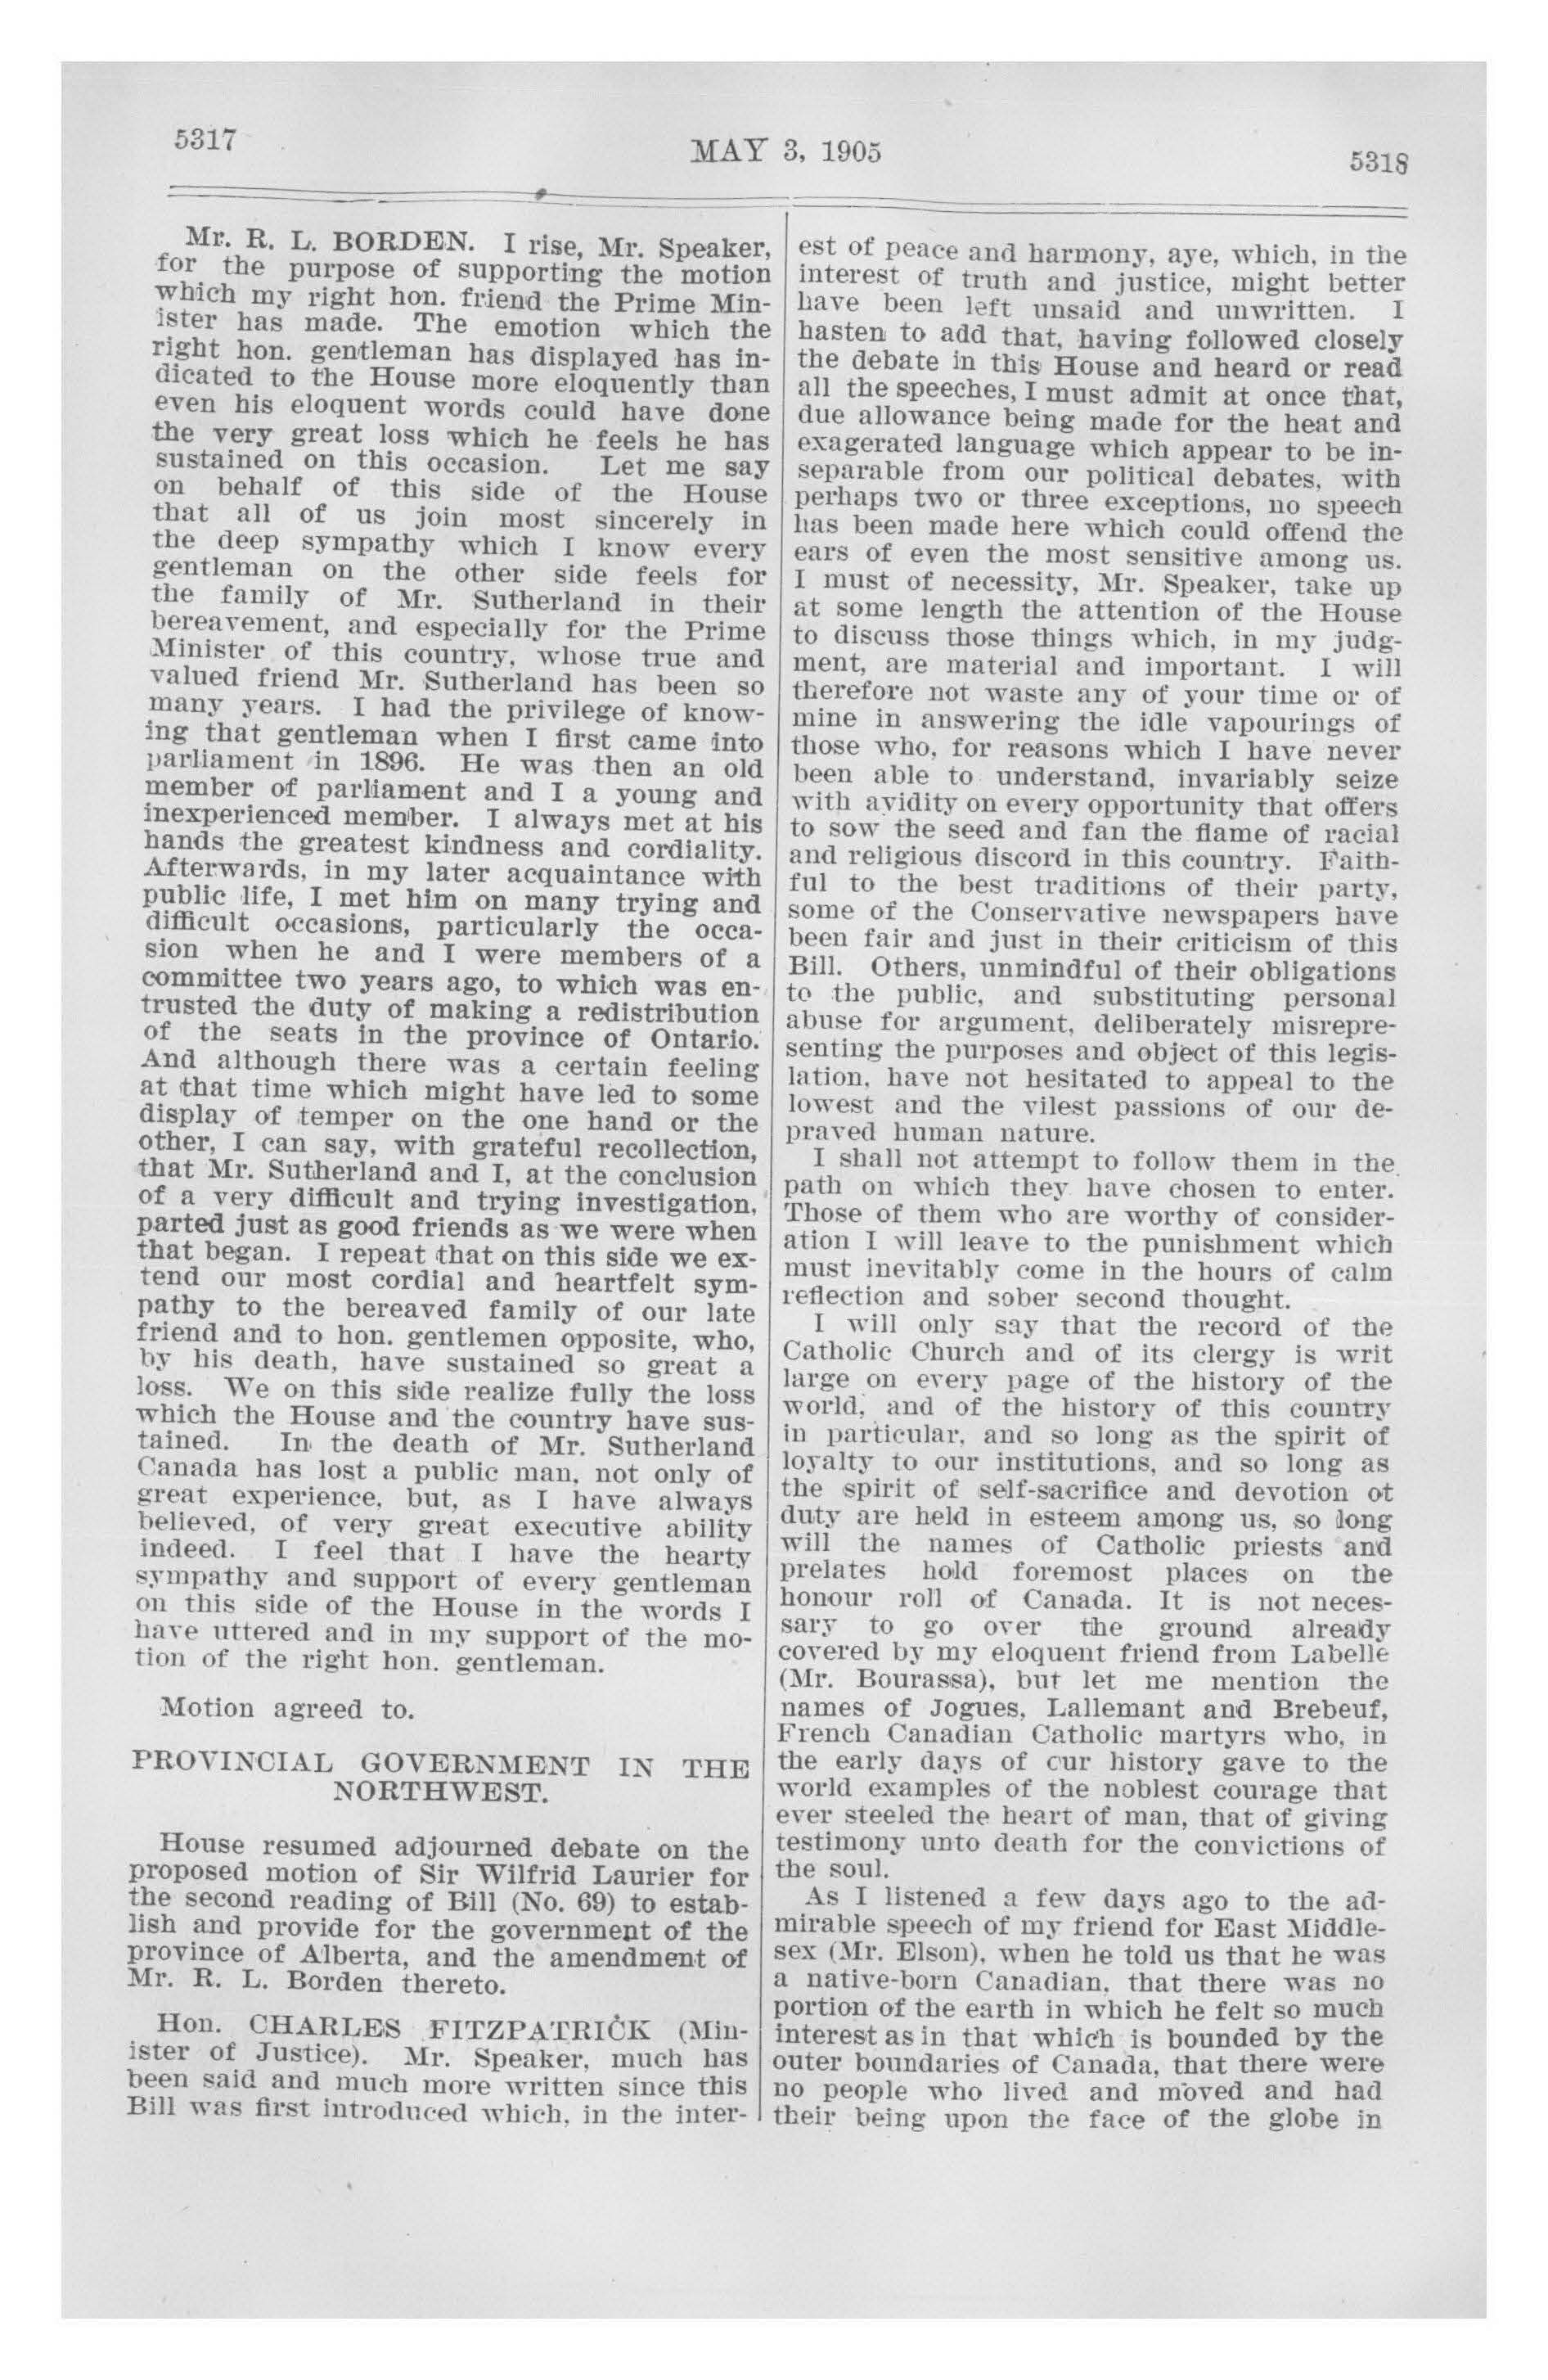 5317
MAY 3, 1905
5318
Mr. R. L. BORDEN. I rise, Mr. Speaker,
for the purpose of supporting the motion
which my right hon. friend the Prime Min-
ister has made. The emotion which the
right hon. gentleman has displayed has in-
dicated to the House more eloquently than
even his eloquent words could have done
the very great loss which he feels he has
sustained on this occasion. Let me say
on behalf of this side of the House
that all of us join most sincerely in
the deep sympathy which I know every
gentleman on the other side feels for
the family of Mr. Sutherland in their
bereavement, and especially for the Prime
Minister of this country, whose true and
valued friend Mr. Sutherland has been so
many years. I had the privilege of know-
ing that gentleman when I first came into
parliament in 1896. He was then an old
member of parliament and I a young and
inexperienced member. I always met at his
hands the greatest kindness and cordiality.
Afterwards, in my later acquaintance with
public life, I met him on many trying and
difficult occasions, particularly the occa-
sion when he and I were members of a
committee two years ago, to which was en-
trusted the duty of making a redistribution
of the seats in the province of Ontario.
And although there was a certain feeling
at that time which might have led to some
display of temper on the one hand or the
other, I can say, with grateful recollection,
that Mr. Sutherland and I, at the conclusion
of a very difficult and trying investigation,
parted just as good friends as we were when
that began. I repeat that on this side we ex-
tend our most cordial and heartfelt sym-
pathy to the bereaved family of our late
friend and to hon. gentlemen opposite, who,
by his death, have sustained so great a
loss. We on this side realize fully the loss
which the House and the country have sus-
tained. In the death of Mr. Sutherland
Canada has lost a public man, not only of
great experience, but, as I have always
believed, of very great executive ability
indeed. I feel that I have the hearty
sympathy and support of every gentleman
on this side of the House in the words I
have uttered and in my support of the mo-
tion of the right hon. gentleman.
Motion agreed to.
PROVINCIAL GOVERNMENT IN THE
NORTHWEST.
House resumed adjourned debate on the
proposed motion of Sir Wilfrid Laurier for
the second reading of Bill (No. 69) to estab-
lish and provide for the government of the
province of Alberta, and the amendment of
Mr. R. L. Borden thereto.
Hon. CHARLES FITZPATRICK (Min-
ister of Justice). Mr. Speaker, much has
been said and much more written since this
Bill was first introduced which, in the inter-
est of peace and harmony, aye, which, in the
interest of truth and justice, might better
have been left unsaid and unwritten. I
hasten to add that, having followed closely
the debate in this House and heard or read
all the speeches, I must admit at once that,
due allowance being made for the heat and
exagerated language which appear to be in-
separable from our political debates, with
perhaps two or three exceptions, no speech
has been made here which could offend the
ears of even the most sensitive among us.
I must of necessity, Mr. Speaker, take up
at some length the attention of the House
to discuss those things which, in my judg-
ment, are material and important. I will
therefore not waste any of your time or of
mine in answering the idle vapourings of
those who, for reasons which I have never
been able to understand, invariably seize
with avidity on every opportunity that offers
to sow the seed and fan the flame of racial
and religious discord in this country. Faith-
ful to the best traditions of their party,
some of the Conservative newspapers have
been fair and just in their criticism of this
Bill. Others, unmindful of their obligations
to the public, and substituting personal
abuse for argument, deliberately misrepre-
senting the purposes and object of this legis-
lation, have not hesitated to appeal to the
lowest and the vilest passions of our de-
praved human nature.
I shall not attempt to follow them in the
path on which they have chosen to enter.
Those of them who are worthy of consider-
ation I will leave to the punishment which
must inevitably come in the hours of calm
reflection and sober second thought.
I will only say that the record of the
Catholic Church and of its clergy is writ
large on every page of the history of the
world, and of the history of this country
in particular, and so long as the spirit of
loyalty to our institutions, and so long as
the spirit of self-sacrifice and devotion ot
duty are held in esteem among us, so long
will the names of Catholic priests and
prelates hold foremost places on the
honour roll of Canada. It is not neces-
sary to go over the ground already
covered by my eloquent friend from Labelle
(Mr. Bourassa), but let me mention the
names of Jogues, Lallemant and Brebeuf,
French Canadian Catholic martyrs who, in
the early days of our history gave to the
world examples of the noblest courage that
ever steeled the heart of man, that of giving
testimony unto death for the convictions of
the soul.
As I listened a few days ago to the ad-
mirable speech of my friend for East Middle-
sex (Mr. Elson), when he told us that he was
a native-born Canadian, that there was no
portion of the earth in which he felt so much
interest as in that which is bounded by the
outer boundaries of Canada, that there were
no people who lived and moved and had
their being upon the face of the globe in